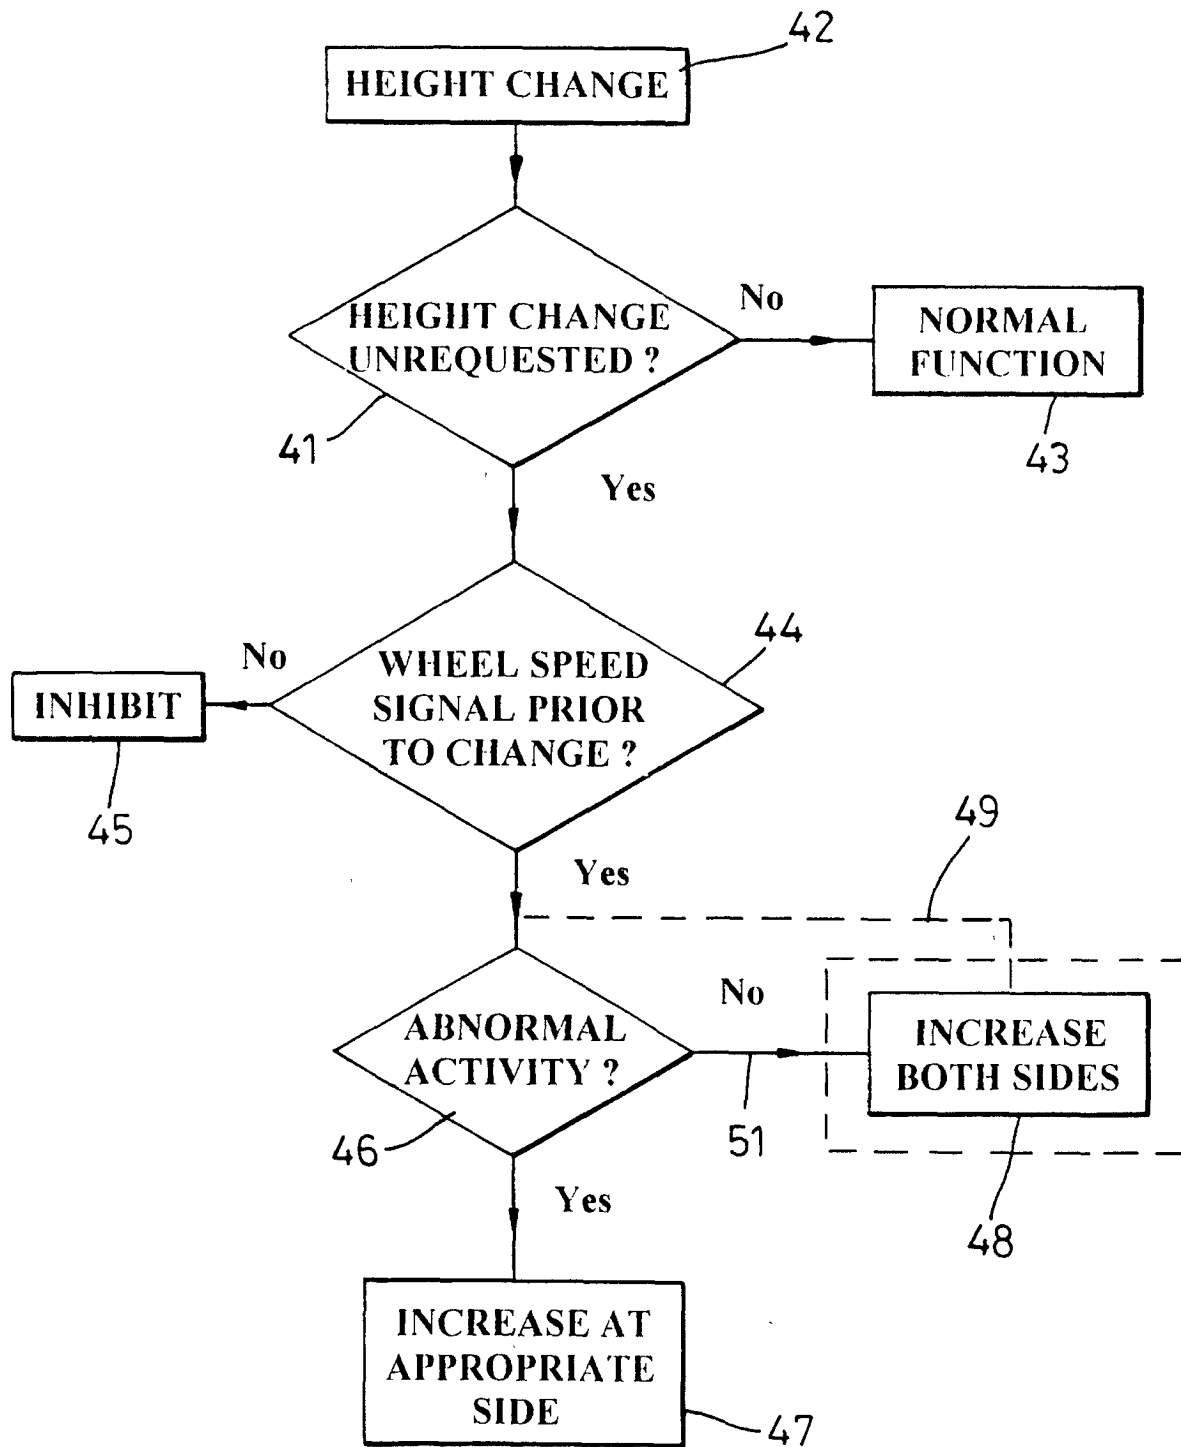 42
HEIGHT CHANGE
HEIGHT CHANGE
UNREQUESTED ?
No
NORMAL
FUNCTION
41
43
Yes
44
No
WHEEL SPEED
SIGNAL PRIOR
TO CHANGE ?
INHIBIT
45
49
Yes
No
ABNORMAL
ACTIVITY ?
INCREASE
BOTH SIDES
46
51
48
Yes
INCREASE AT
APPROPRIATE
SIDE
47